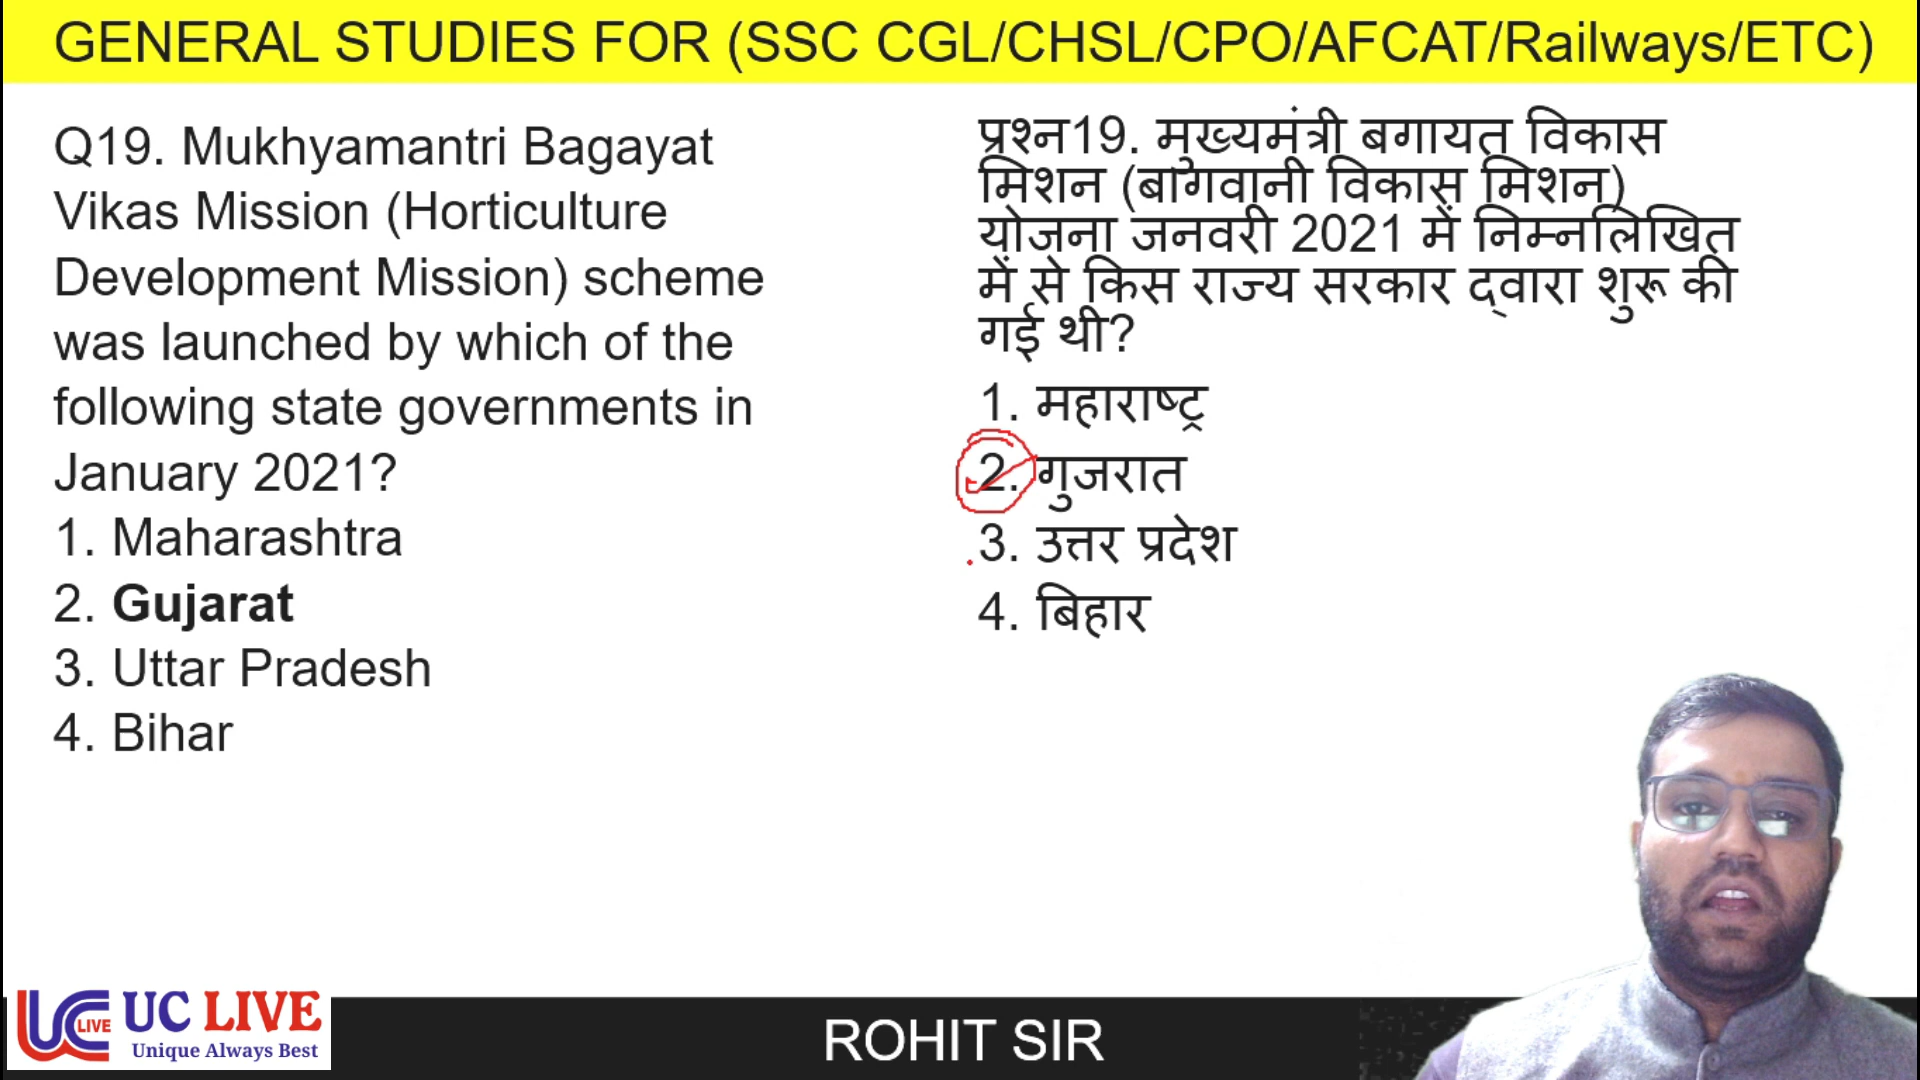 GENERAL STUDIES FOR (SSC CGL/CHSL/CPO/AFCAT/Railways/ETC)
Q19. Mukhyamantri Bagayat
Vikas Mission (Horticulture
Development Mission) scheme
was launched by which of the
following state governments in
January 2021?
1. Maharashtra
2. Gujarat
3. Uttar Pradesh
4. Bihar
प्रश्न19. मुख्यमंत्री बगायत विकास
मिशन (बागवानी विकास मिशन)
योजना जनवरी 2021 में निम्नलिखित
में से किस राज्य सरकार द्वारा शुरू की
गई थी?
1. महाराष्ट्र
2. गुजरात
3. उत्तर प्रदेश
4. बिहार
UC LIVE UC LIVE
Unique Always Best
ROHIT SIR